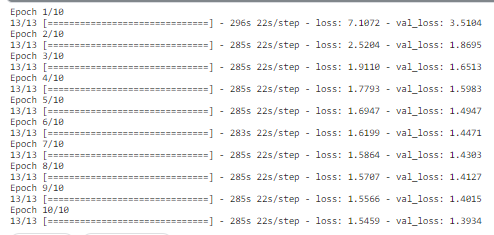 Epoch 1/10
13/13 [==============================] - 296s 22s/step - loss: 7.1072 - val_loss: 3.5104
Epoch 2/10
13/13 [==============================] - 285s 22s/step - loss: 2.5204 - val_loss: 1.8695
Epoch 3/10
13/13 [==============================] - 285s 22s/step - loss: 1.9110 - val_loss: 1.6513
Epoch 4/10
13/13 [==============================] - 285s 22s/step - loss: 1.7793 - val_loss: 1.5983
Epoch 5/10
13/13 [==============================] - 285s 22s/step - loss: 1.6947 - val_loss: 1.4947
Epoch 6/10
13/13 [==============================] - 283s 22s/step - loss: 1.6199 - val_loss: 1.4471
Epoch 7/10
13/13 [==============================] - 285s 22s/step - loss: 1.5864 - val_loss: 1.4303
Epoch 8/10
13/13 [==============================] - 285s 22s/step - loss: 1.5707 - val_loss: 1.4127
Epoch 9/10
13/13 [==============================] - 285s 22s/step - loss: 1.5566 - val_loss: 1.4015
Epoch 10/10
13/13 [==============================] - 285s 22s/step - loss: 1.5459 - val_loss: 1.3934